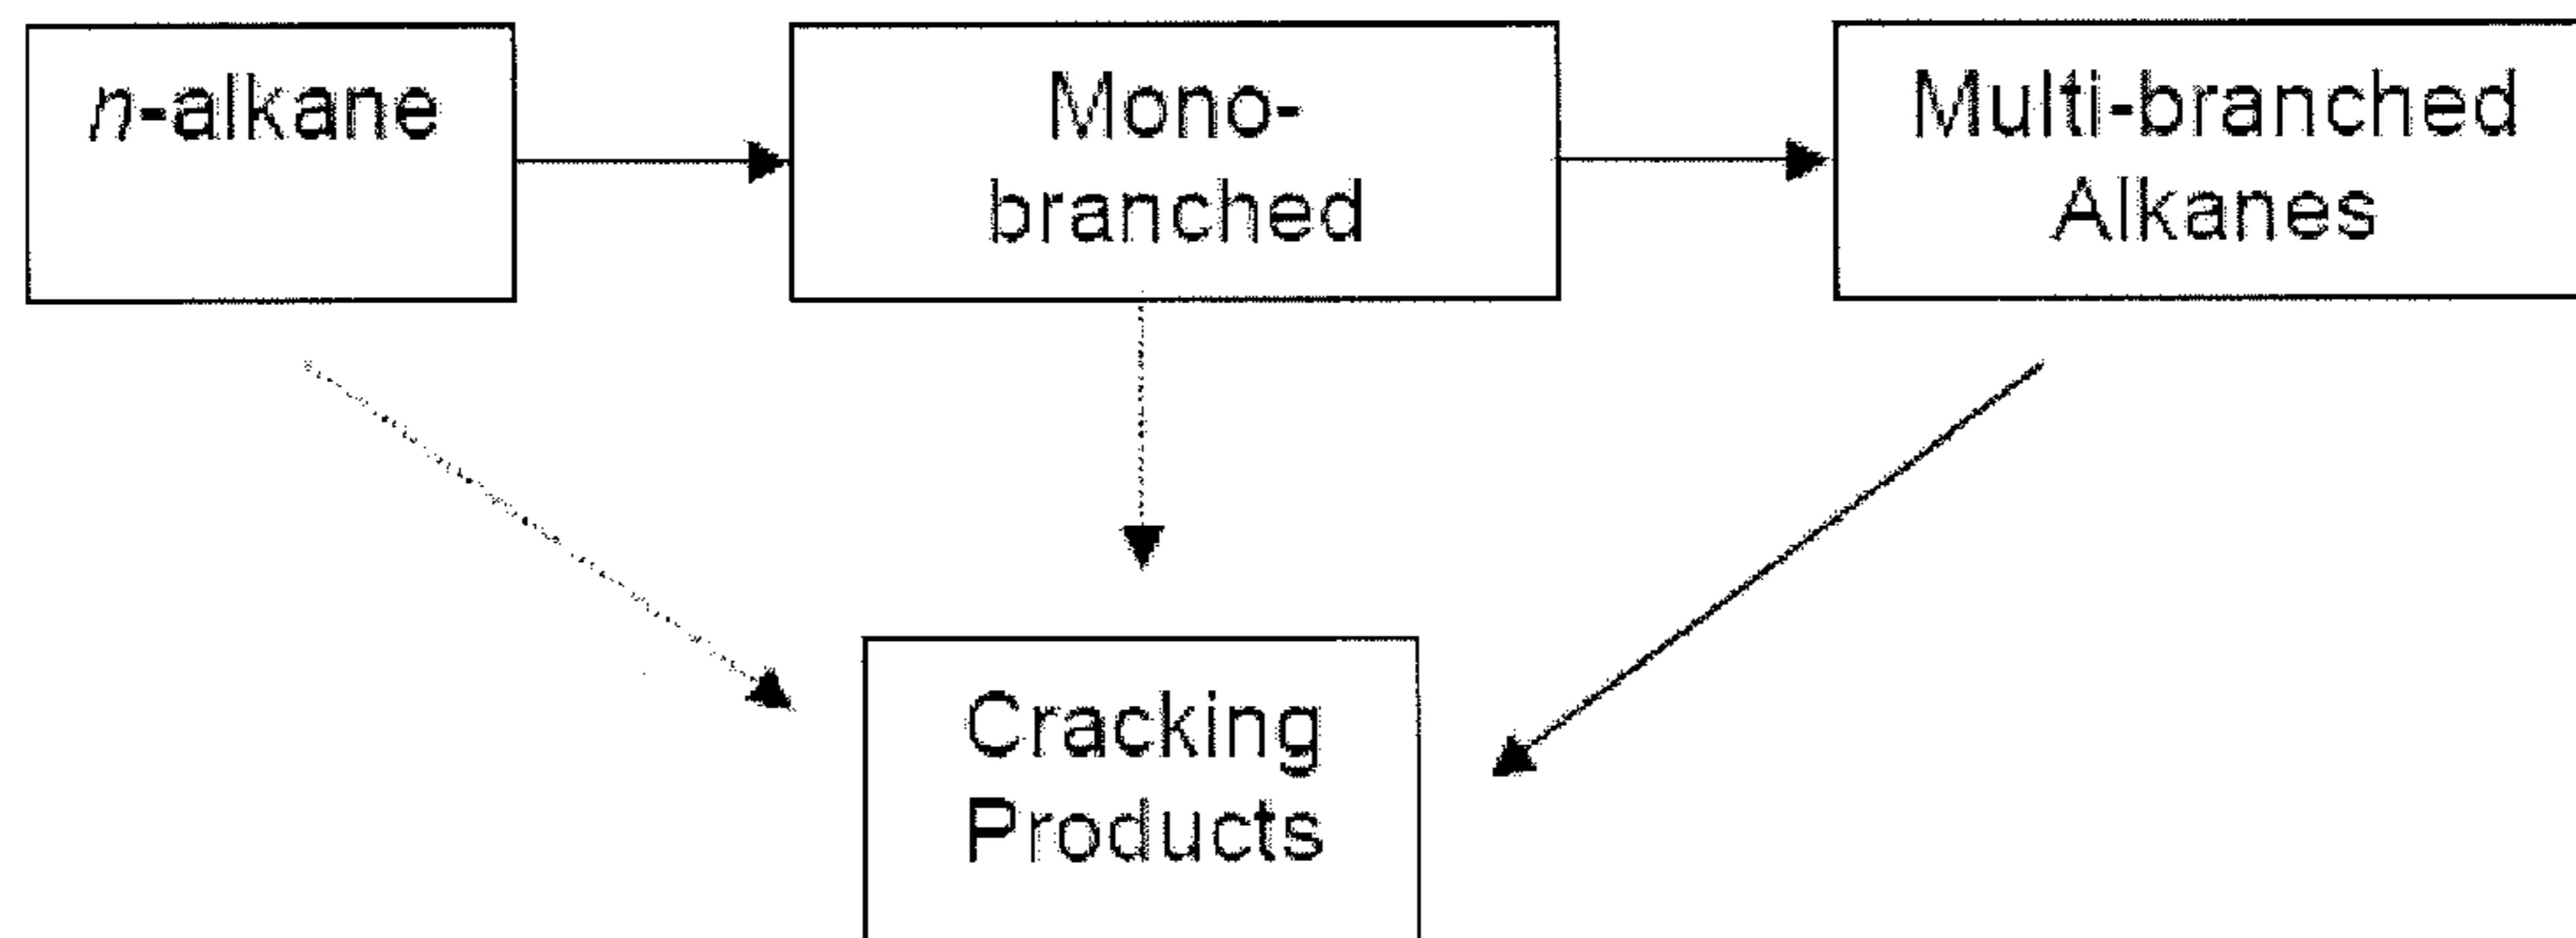 n-alkane
Mono-
branched
Multi-branched
Alkanes
Cracking
Products